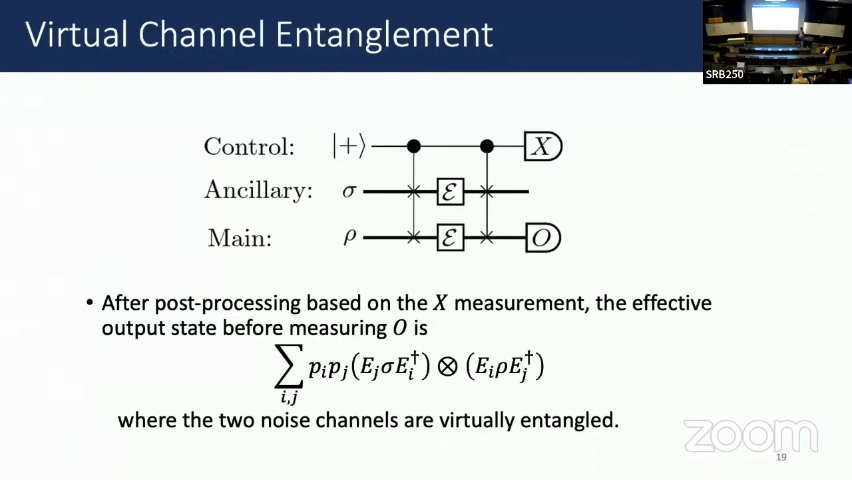 Virtual Channel Entanglement
SRB250
Control: |+⟩ X
Ancillary: σ ℰ
Main: ρ ℰ O
• After post-processing based on the X measurement, the effective
output state before measuring O is
∑_{i,j} p_i p_j (E_j σ E_i^†) ⊗ (E_i ρ E_j^†)
where the two noise channels are virtually entangled.
zoom
19